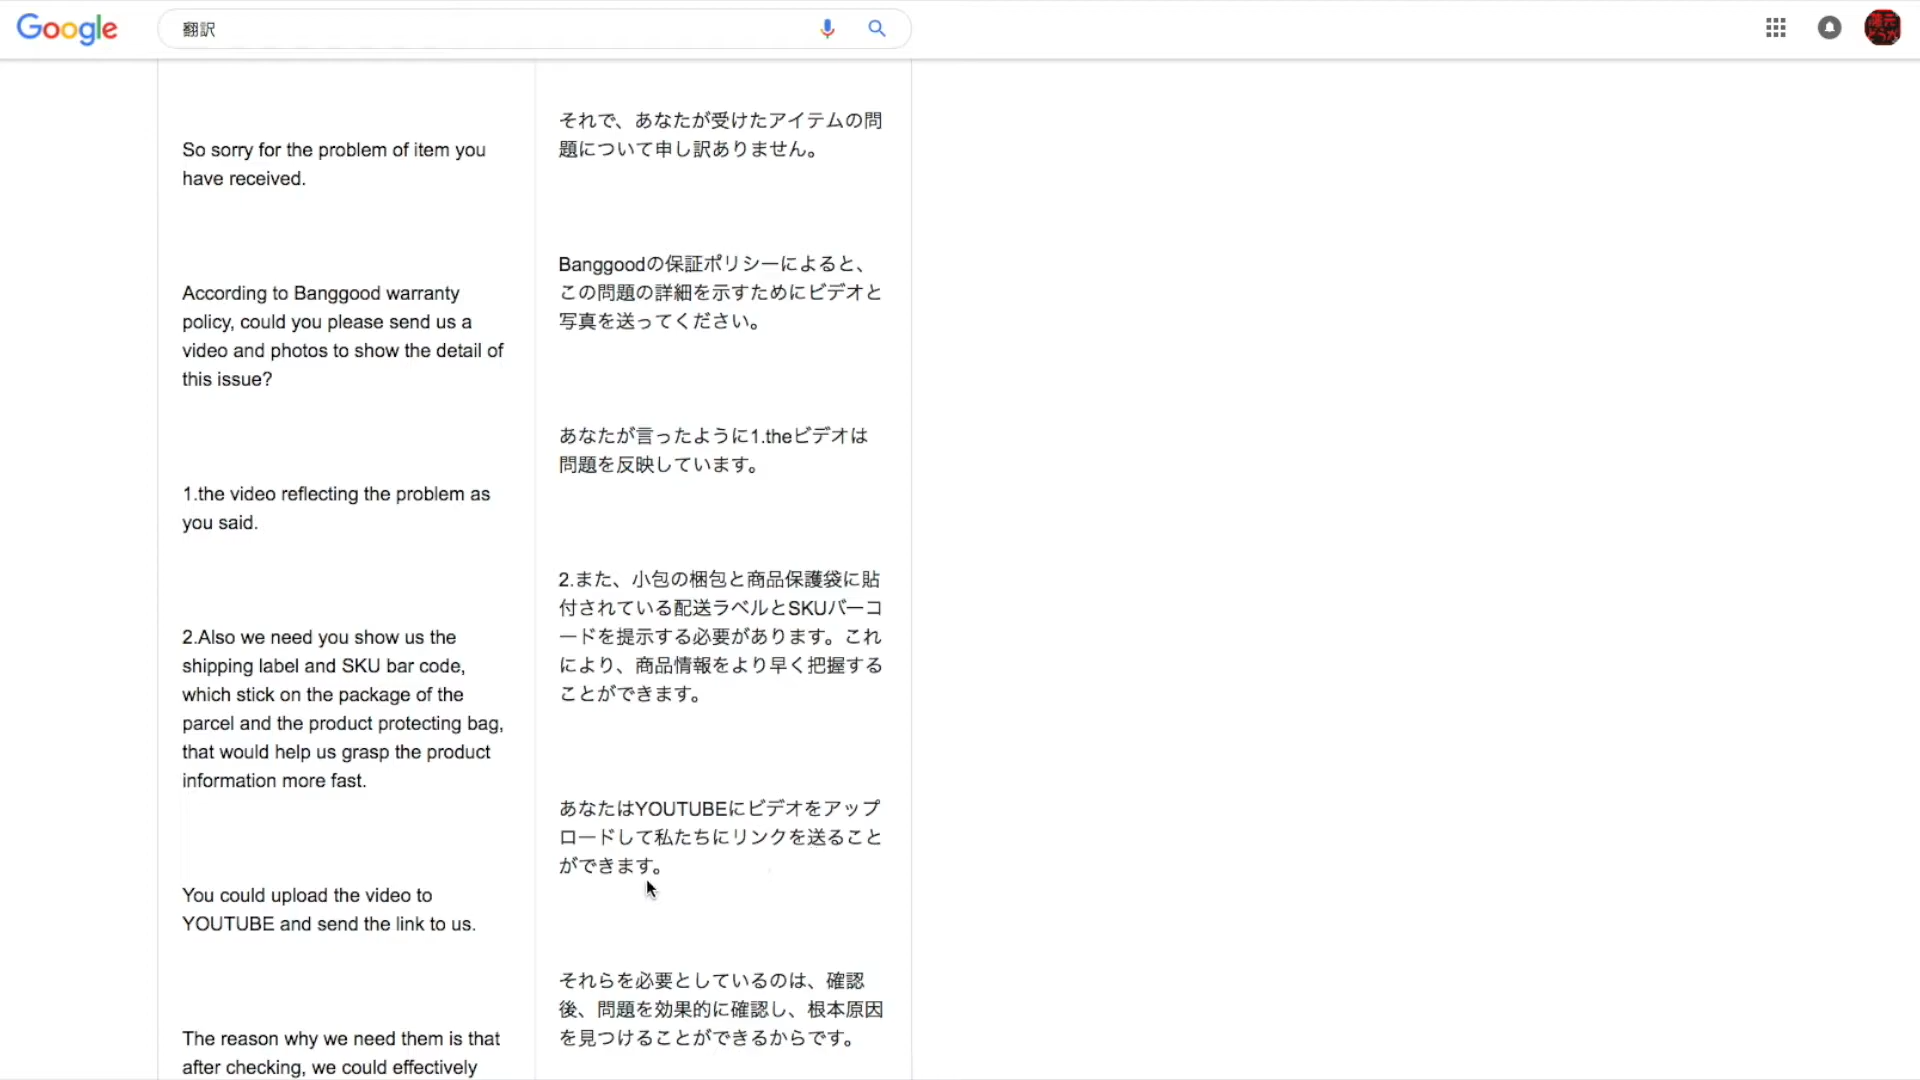 Google
翻訳
So sorry for the problem of item you
have received.
According to Banggood warranty
policy, could you please send us a
video and photos to show the detail of
this issue?
1.the video reflecting the problem as
you said.
2.Also we need you show us the
shipping label and SKU bar code,
which stick on the package of the
parcel and the product protecting bag,
that would help us grasp the product
information more fast.
You could upload the video to
YOUTUBE and send the link to us.
The reason why we need them is that
after checking, we could effectively
それで、あなたが受けたアイテムの問
題について申し訳ありません。
Banggoodの保証ポリシーによると、
この問題の詳細を示すためにビデオと
写真を送ってください。
あなたが言ったように1.theビデオは
問題を反映しています。
2.また、小包の梱包と商品保護袋に貼
付されている配送ラベルとSKUバーコ
ードを提示する必要があります。これ
により、商品情報をより早く把握する
ことができます。
あなたはYOUTUBEにビデオをアップ
ロードして私たちにリンクを送ること
ができます。
それらを必要としているのは、確認
後、問題を効果的に確認し、根本原因
を見つけることができるからです。